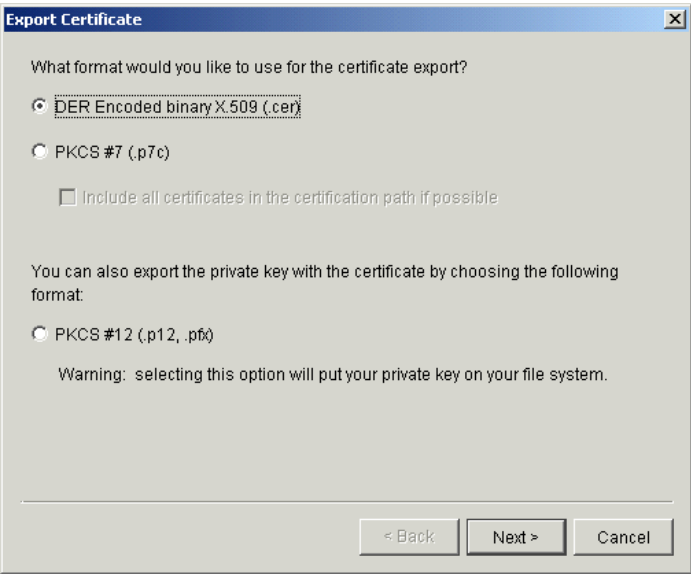 Export Certificate
What format would you like to use for the certificate export?
DER Encoded binary X.509 (.cer)
PKCS #7 (.p7c)
Include all certificates in the certification path if possible
You can also export the private key with the certificate by choosing the following
format:
PKCS #12 (.p12, .pfx)
Warning: selecting this option will put your private key on your file system.
< Back Next > Cancel